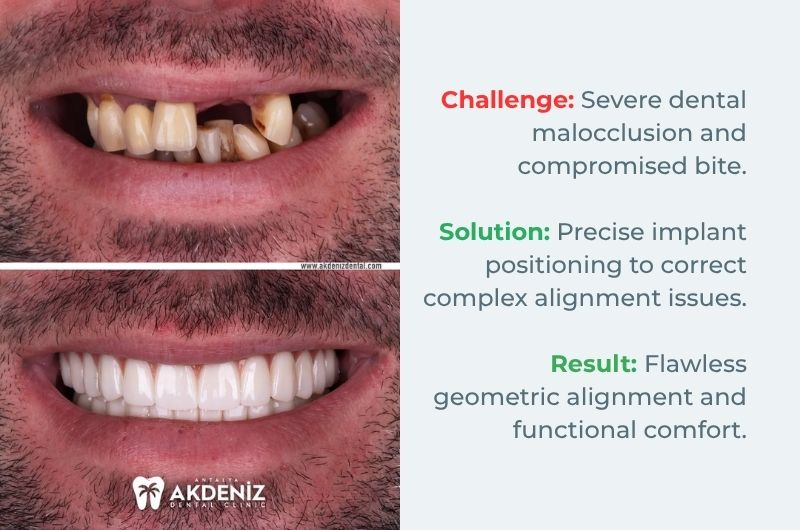 www.akdenizdental.com
ANTALYA
AKDENİZ
DENTAL CLINIC
Challenge: Severe dental
malocclusion and
compromised bite.
Solution: Precise implant
positioning to correct
complex alignment issues.
Result: Flawless
geometric alignment and
functional comfort.